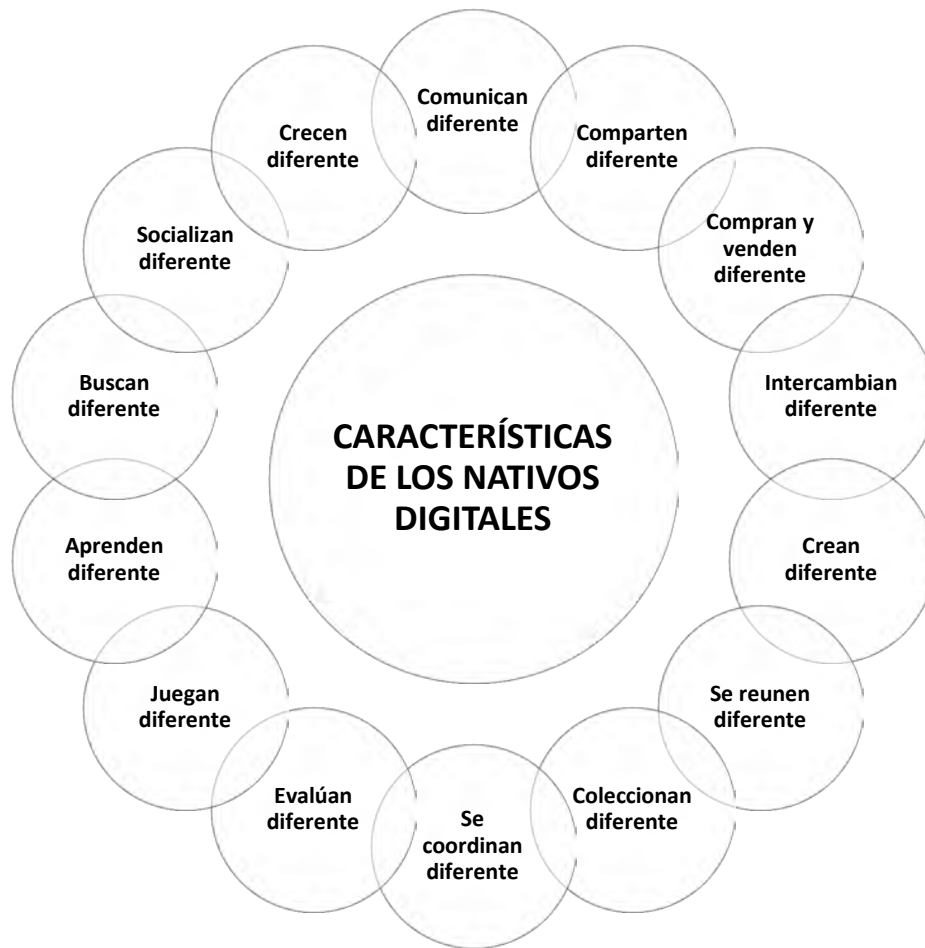 Comunican
diferente
Comparten
diferente
Compran y
venden
diferente
Intercambian
diferente
Crean
diferente
Se reunen
diferente
Coleccionan
diferente
Se
coordinan
diferente
Evalúan
diferente
Juegan
diferente
Aprenden
diferente
Buscan
diferente
Socializan
diferente
Crecen
diferente
CARACTERÍSTICAS
DE LOS NATIVOS
DIGITALES